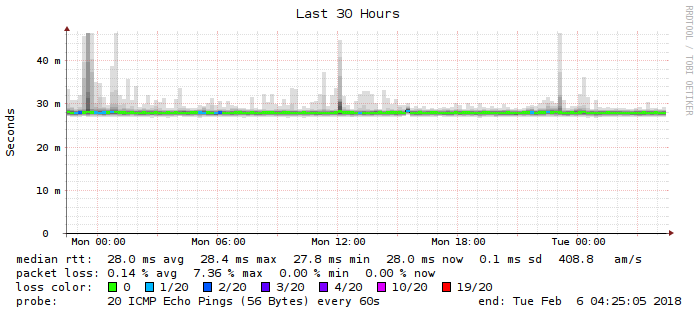 Last 30 Hours
RRDTOOL / TOBI OETIKER
Seconds
40 m
30 m
20 m
10 m
0
Mon 00:00 Mon 06:00 Mon 12:00 Mon 18:00 Tue 00:00
median rtt: 28.0 ms avg 28.4 ms max 27.8 ms min 28.0 ms now 0.1 ms sd 408.8 am/s
packet loss: 0.14 % avg 7.36 % max 0.00 % min 0.00 % now
loss color: 0 1/20 2/20 3/20 4/20 10/20 19/20
probe: 20 ICMP Echo Pings (56 Bytes) every 60s end: Tue Feb 6 04:25:05 2018